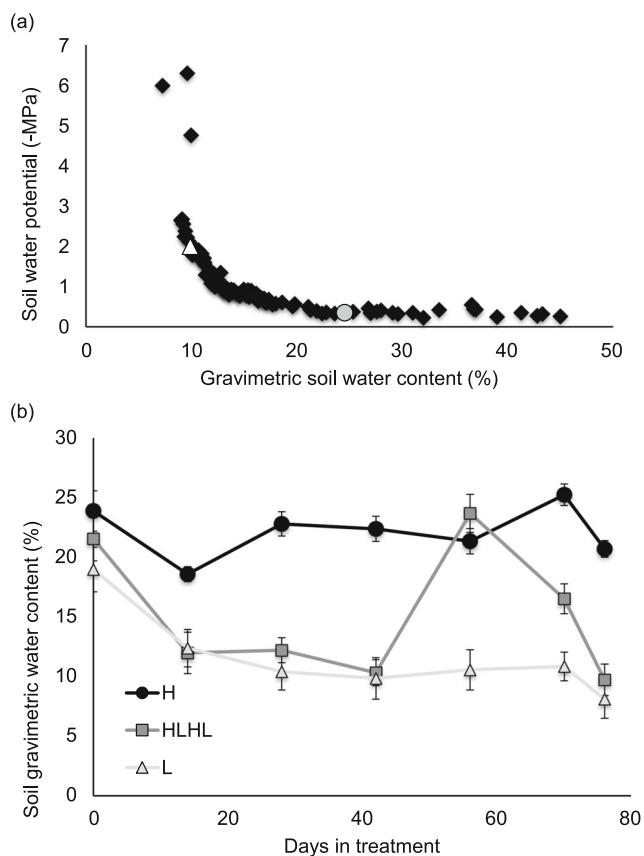 (a)
7
6
5
4
3
2
1
0
Soil water potential (-MPa)
0 10 20 30 40 50
Gravimetric soil water content (%)
(b)
30
25
20
15
10
5
0
Soil gravimetric water content (%)
H
HLHL
L
0 20 40 60 80
Days in treatment